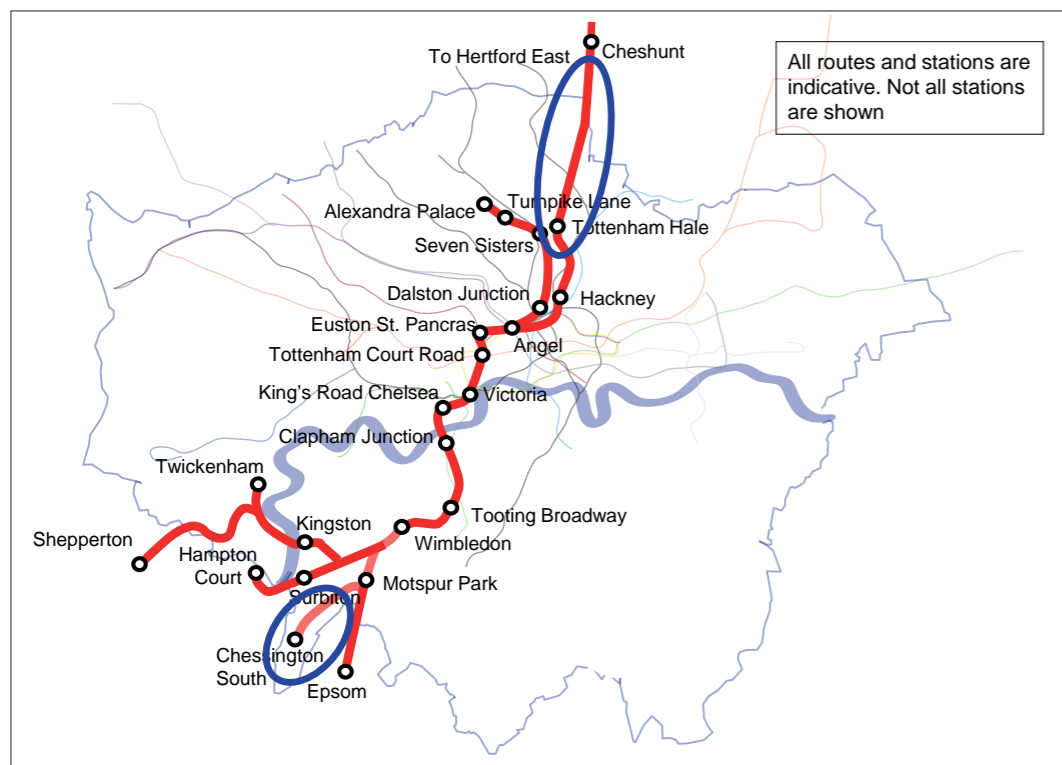 Cheshunt
To Hertford East
All routes and stations are
indicative. Not all stations
are shown
Turnpike Lane
Alexandra Palace
Tottenham Hale
Seven Sisters
Dalston Junction
Hackney
Euston St. Pancras
Angel
Tottenham Court Road
King's Road Chelsea
Victoria
Clapham Junction
Twickenham
Tooting Broadway
Kingston
Shepperton
Wimbledon
Hampton
Court
Motspur Park
Surbiton
Chessington
South
Epsom